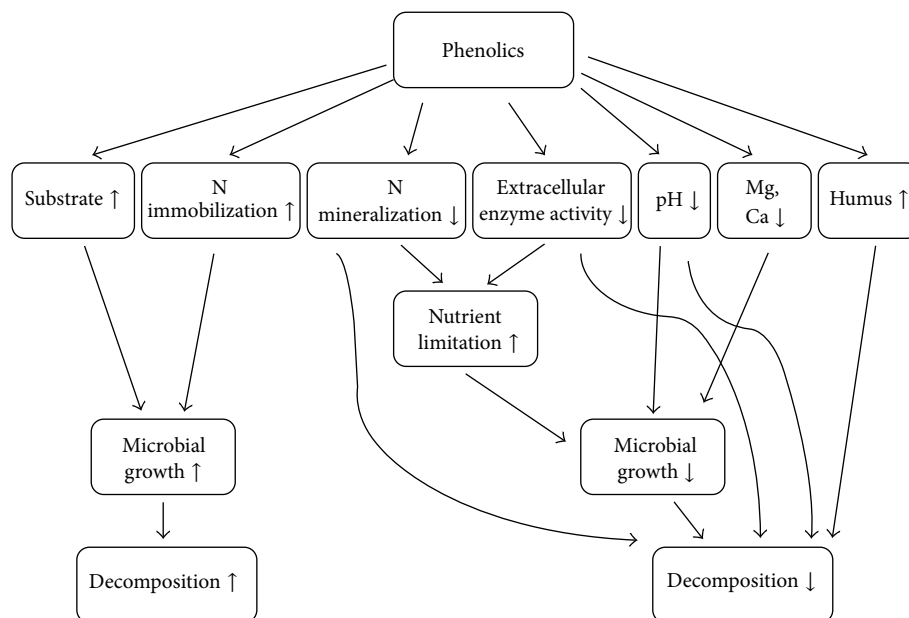 Phenolics
Substrate ↑
N
immobilization ↑
N
mineralization ↓
Extracellular
enzyme activity ↓
pH ↓
Mg,
Ca ↓
Humus ↑
Nutrient
limitation ↑
Microbial
growth ↑
Microbial
growth ↓
Decomposition ↑
Decomposition ↓